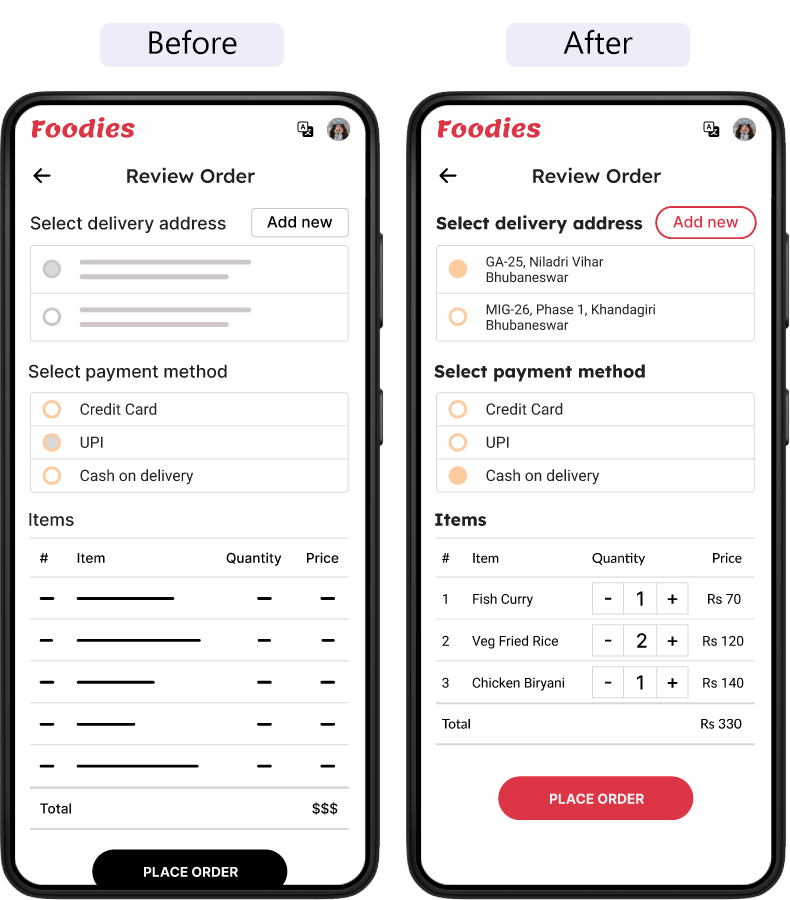 Before
Foodies
Review Order
Select delivery address Add new
Select payment method
Credit Card
UPI
Cash on delivery
Items
# Item Quantity Price
Total $$$
PLACE ORDER
After
Foodies
Review Order
Select delivery address Add new
GA-25, Niladri Vihar
Bhubaneswar
MIG-26, Phase 1, Khandagiri
Bhubaneswar
Select payment method
Credit Card
UPI
Cash on delivery
Items
# Item Quantity Price
1 Fish Curry - 1 + Rs 70
2 Veg Fried Rice - 2 + Rs 120
3 Chicken Biryani - 1 + Rs 140
Total Rs 330
PLACE ORDER